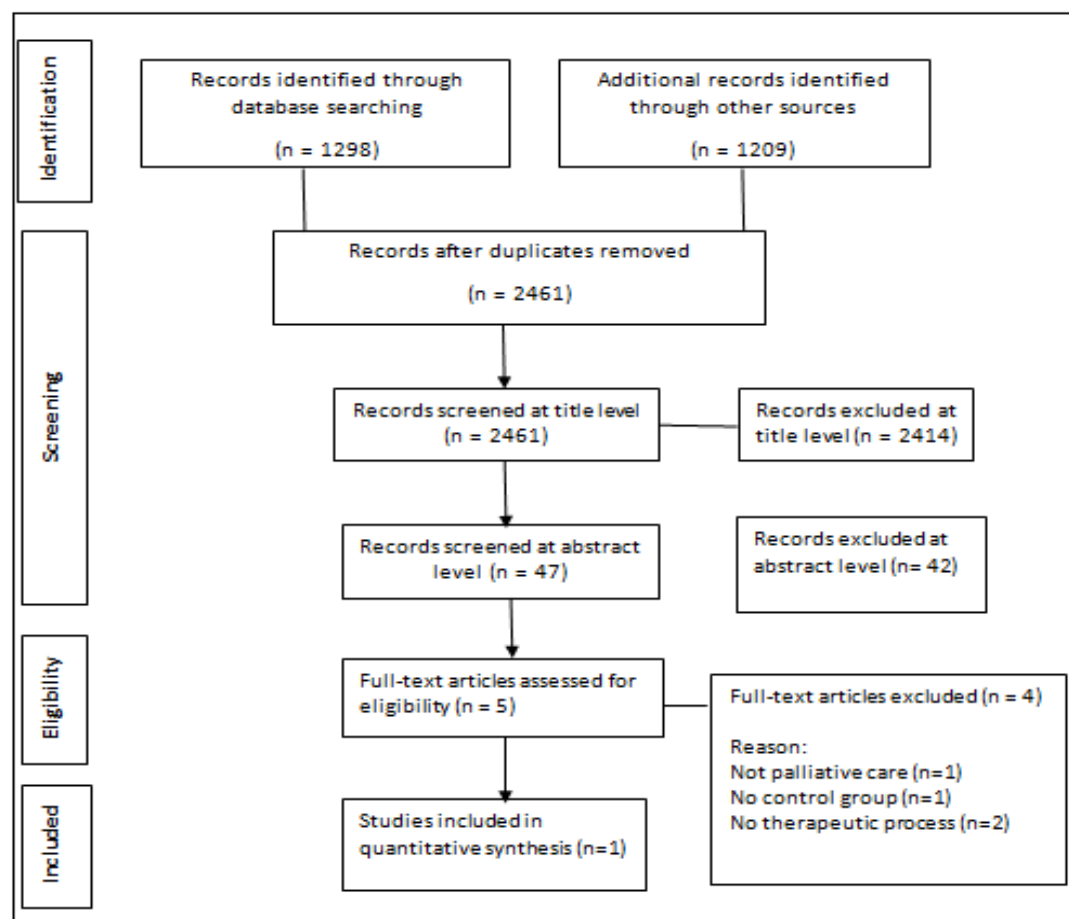 Identification
Records identified through
database searching
(n = 1298)
Additional records identified
through other sources
(n = 1209)
Screening
Records after duplicates removed
(n = 2461)
Records screened at title level
(n = 2461)
Records excluded at
title level (n = 2414)
Records screened at abstract
level (n = 47)
Records excluded at
abstract level (n= 42)
Eligibility
Full-text articles assessed for
eligibility (n = 5)
Full-text articles excluded (n = 4)
Reason:
Not palliative care (n=1)
No control group (n=1)
No therapeutic process (n=2)
Included
Studies included in
quantitative synthesis (n=1)